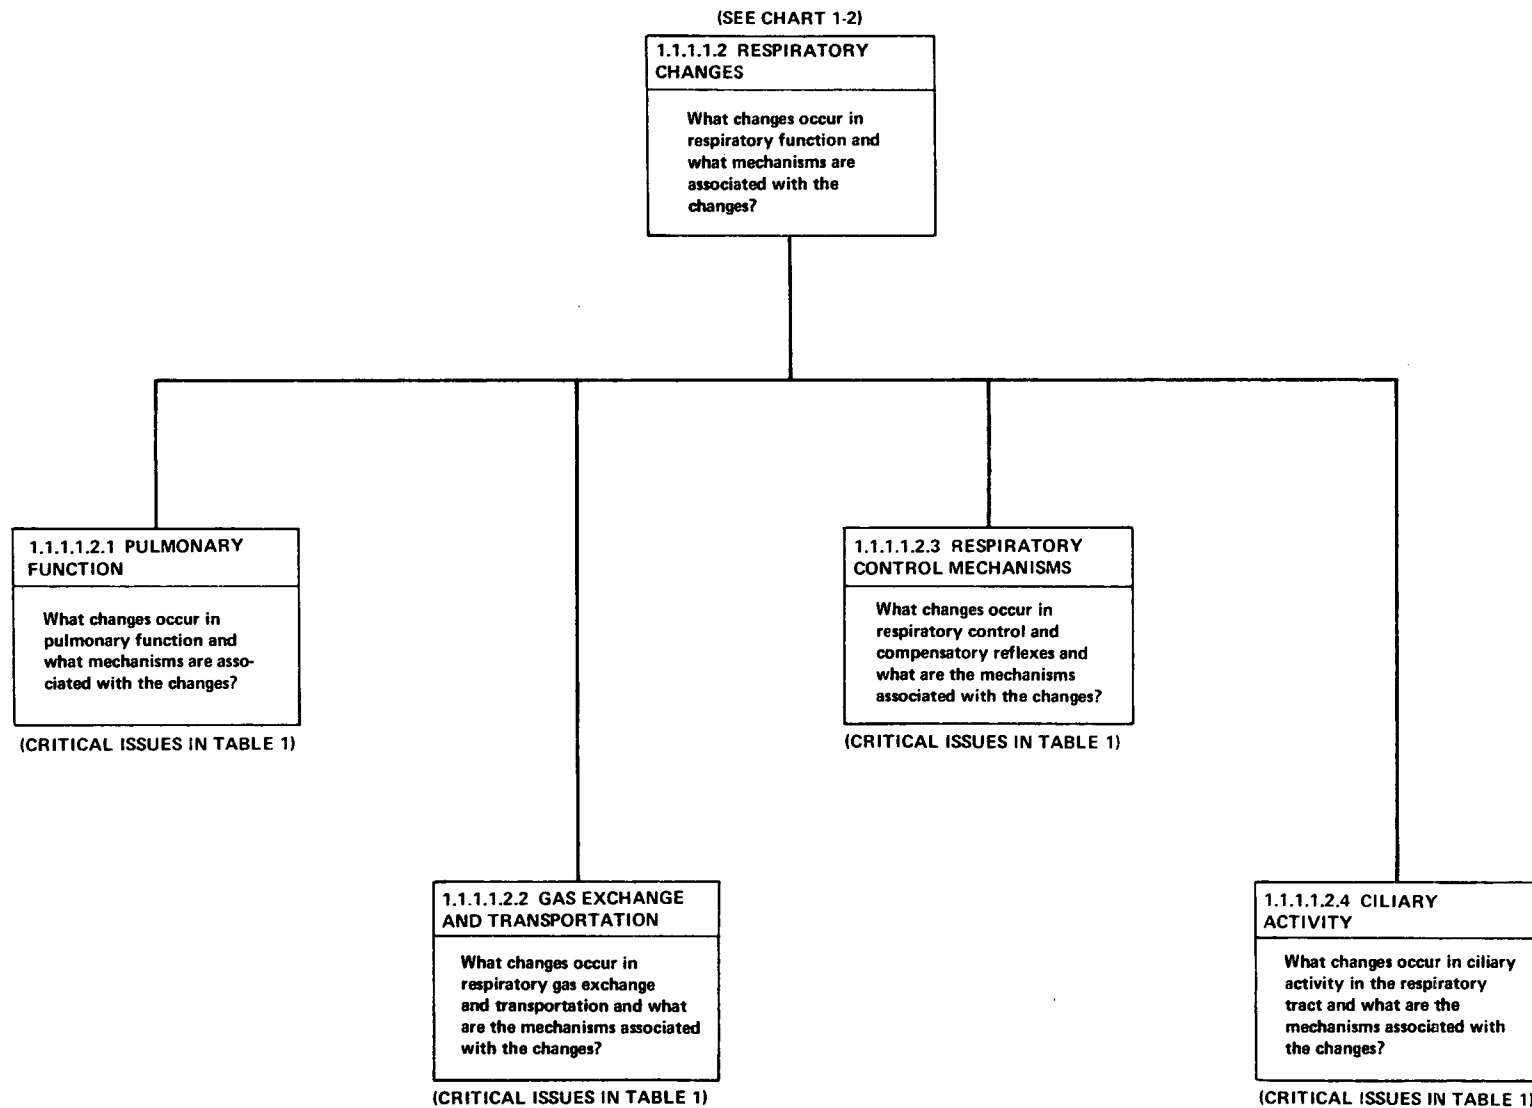 (SEE CHART 1-2)
1.1.1.1.2 RESPIRATORY
CHANGES
What changes occur in
respiratory function and
what mechanisms are
associated with the
changes?
1.1.1.1.2.1 PULMONARY
FUNCTION
What changes occur in
pulmonary function and
what mechanisms are asso-
ciated with the changes?
(CRITICAL ISSUES IN TABLE 1)
1.1.1.1.2.2 GAS EXCHANGE
AND TRANSPORTATION
What changes occur in
respiratory gas exchange
and transportation and what
are the mechanisms associated
with the changes?
(CRITICAL ISSUES IN TABLE 1)
1.1.1.1.2.3 RESPIRATORY
CONTROL MECHANISMS
What changes occur in
respiratory control and
compensatory reflexes and
what are the mechanisms
associated with the changes?
(CRITICAL ISSUES IN TABLE 1)
1.1.1.1.2.4 CILIARY
ACTIVITY
What changes occur in ciliary
activity in the respiratory
tract and what are the
mechanisms associated with
the changes?
(CRITICAL ISSUES IN TABLE 1)